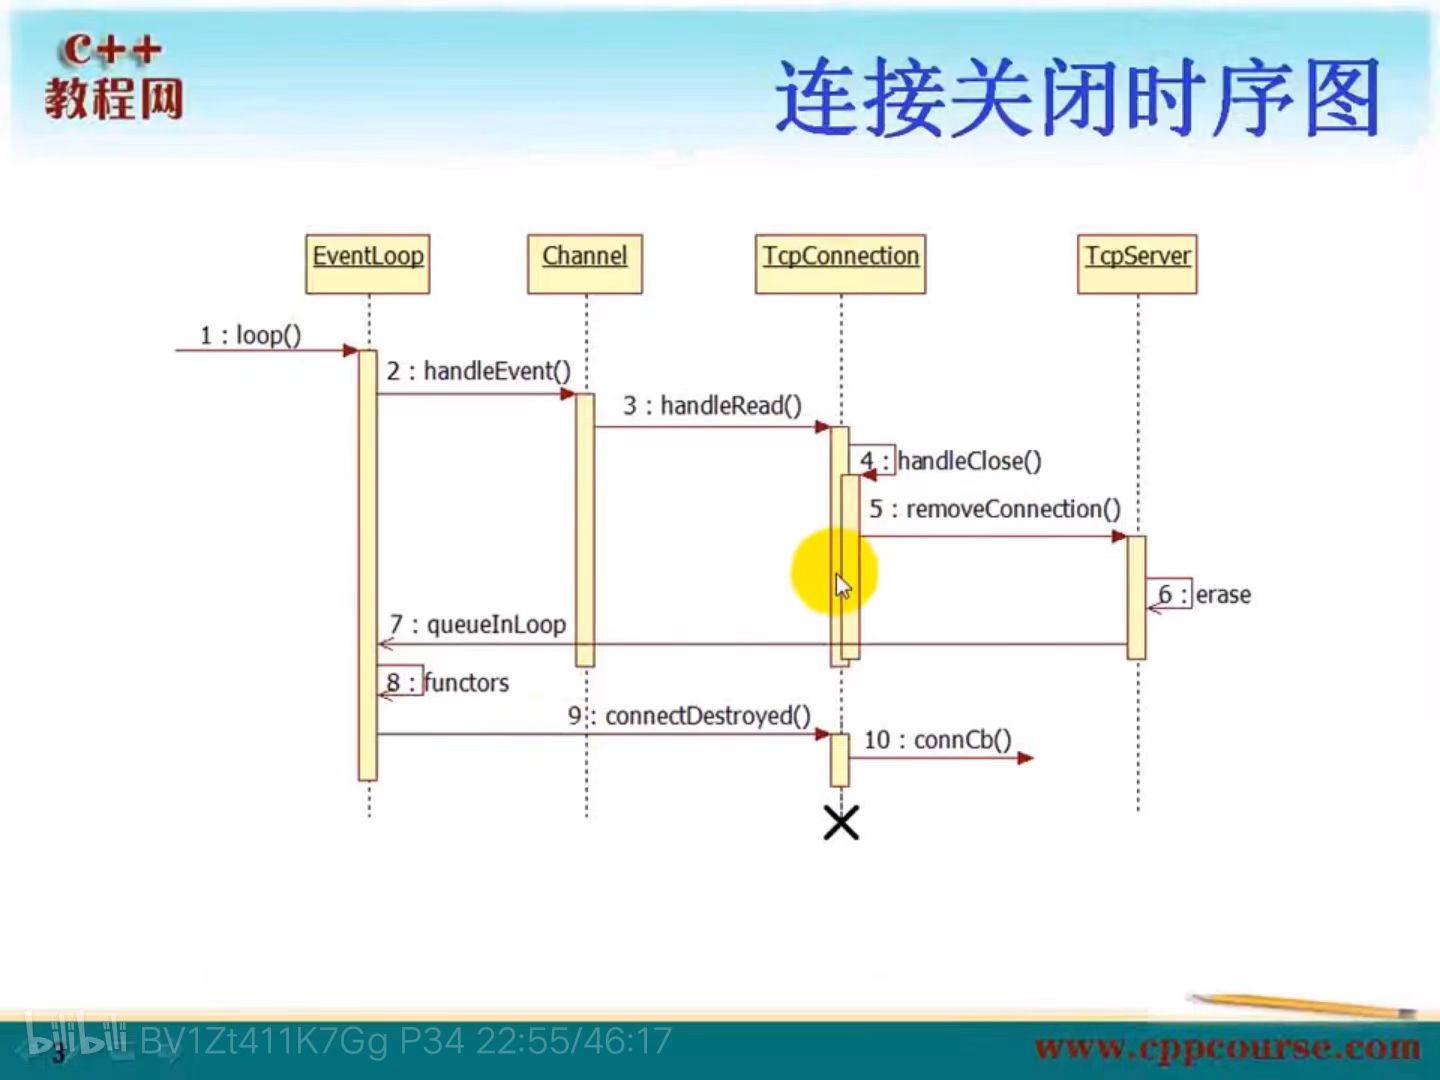 c++
教程网
连接关闭时序图
EventLoop
Channel
TcpConnection
TcpServer
1 : loop()
2 : handleEvent()
3 : handleRead()
4 : handleClose()
5 : removeConnection()
6 : erase
7 : queueInLoop
8 : functors
9 : connectDestroyed()
10 : connCb()
bilibili BV1Zt411K7Gg P34 22:55/46:17
3
www.cppcourse.com